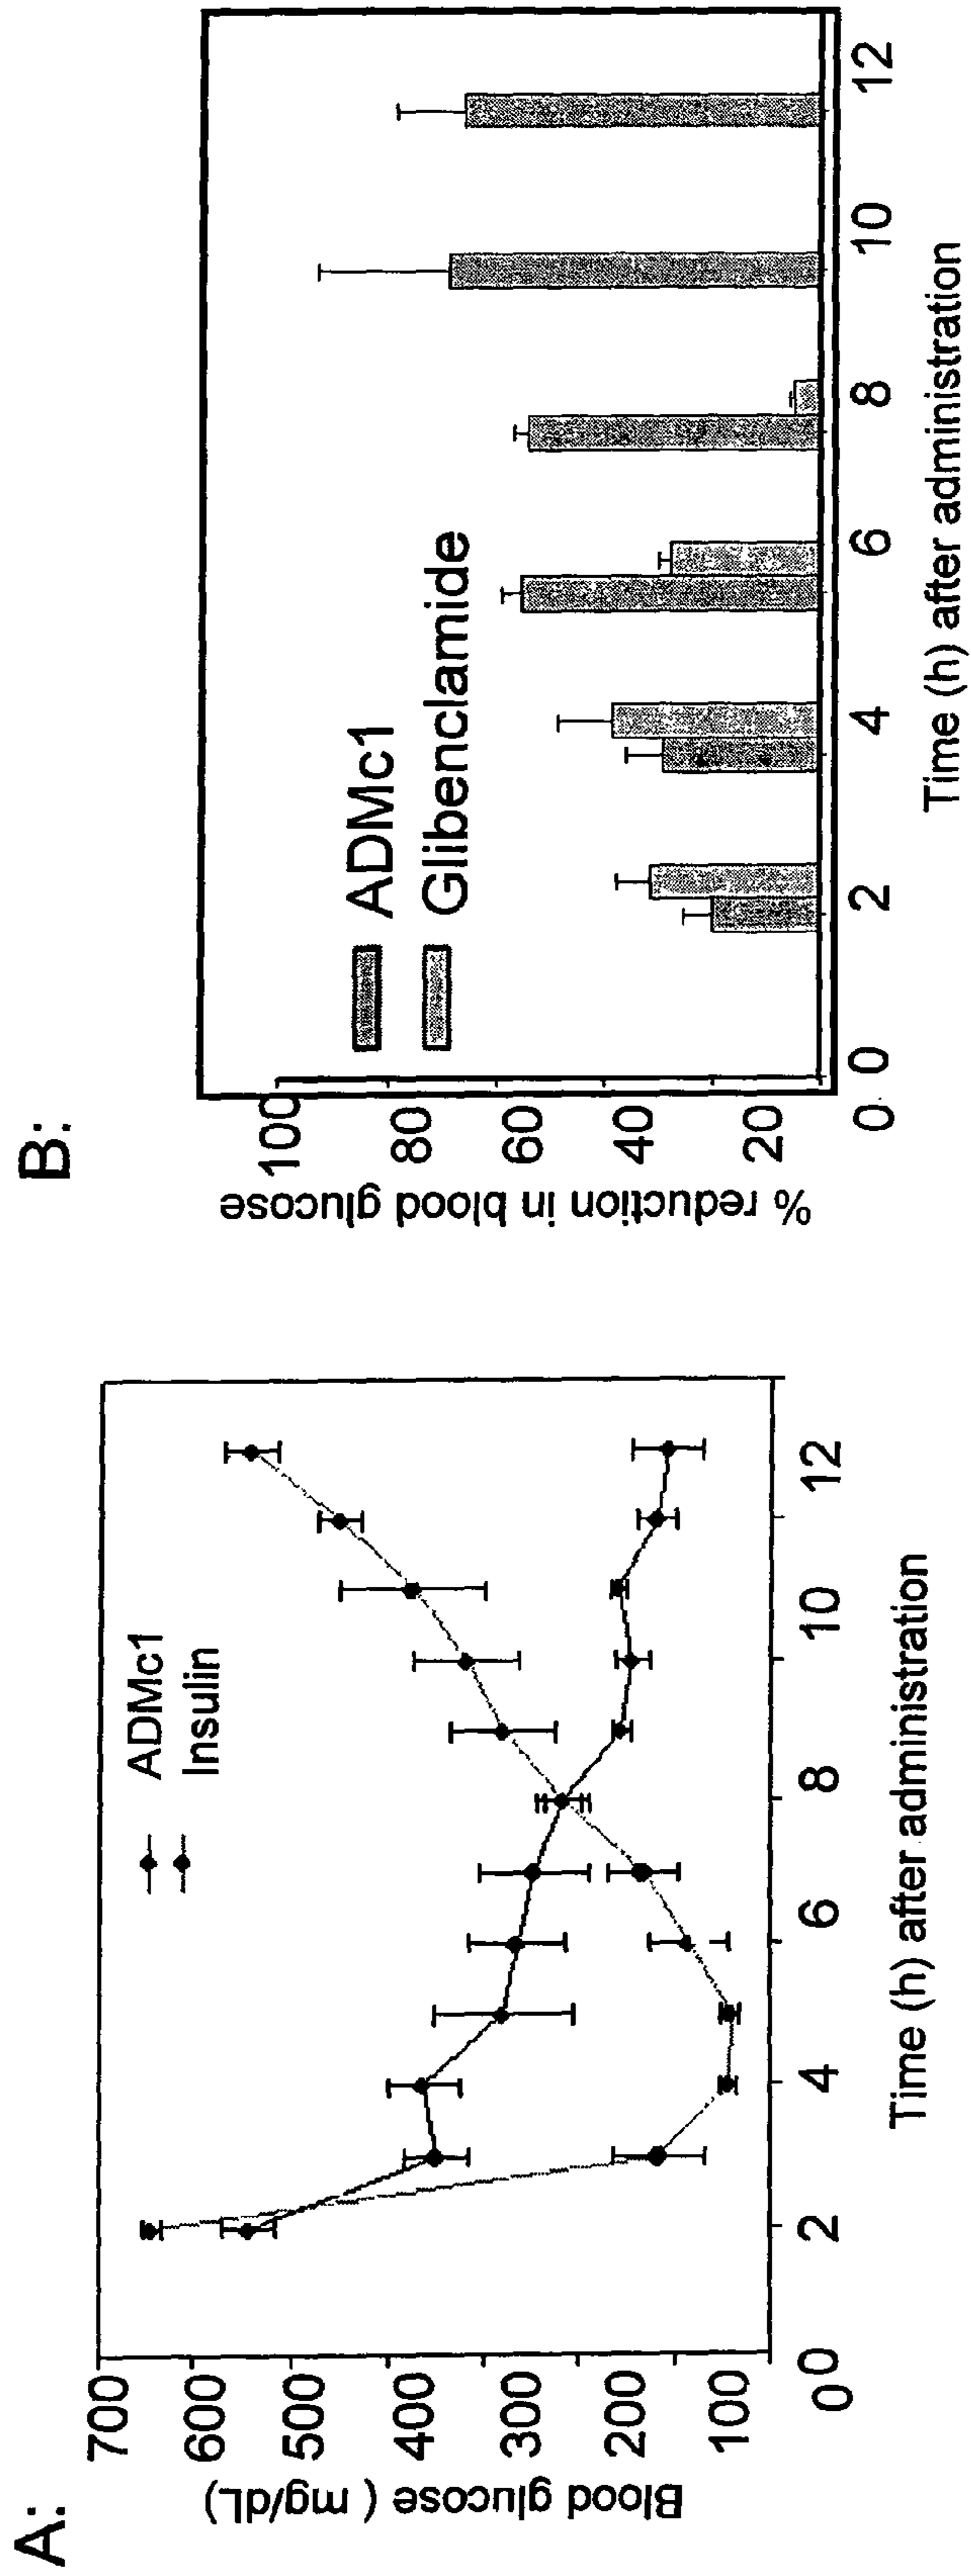 A:
Blood glucose ( mg/dL)
700
600
500
400
300
200
100
0
ADMc1
Insulin
0
2
4
6
8
10
12
Time (h) after administration
B:
% reduction in blood glucose
100
80
60
40
20
0
ADMc1
Glibenclamide
0
2
4
6
8
10
12
Time (h) after administration